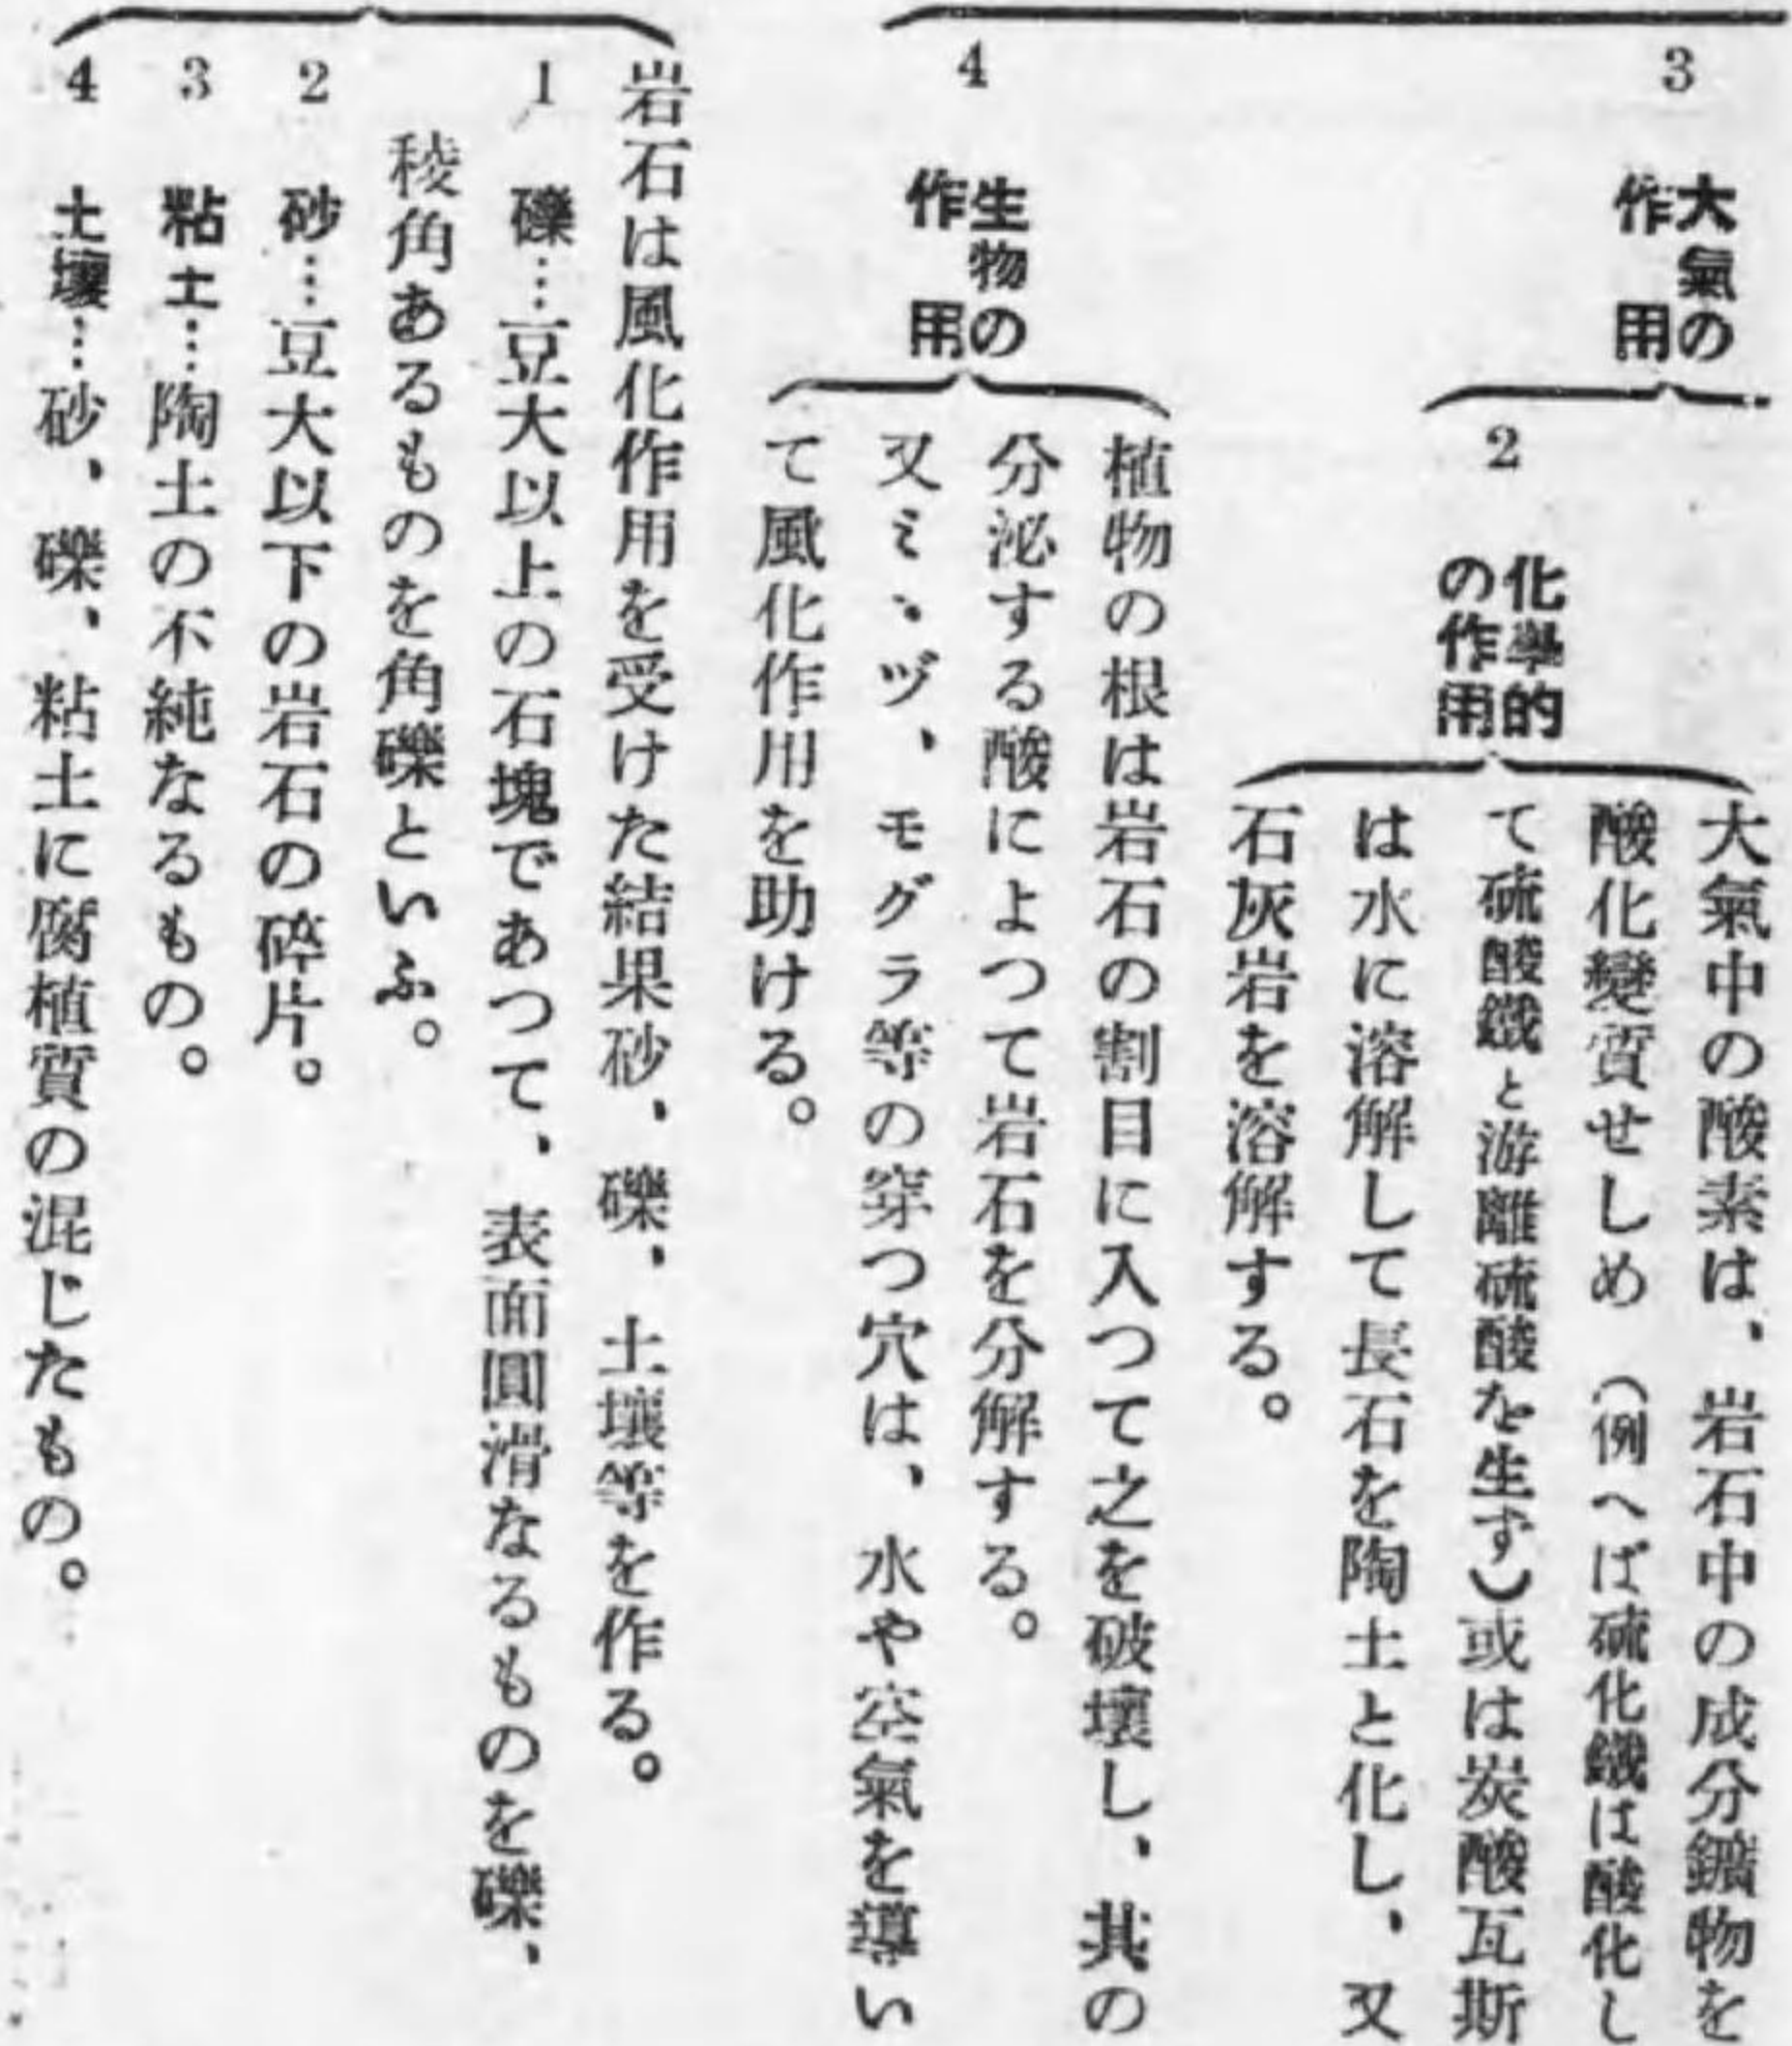 3
大氣の
作用
2
化學的
の作用
大氣中の酸素は、岩石中の成分鑛物を
酸化變質せしめ(例へば硫化鐵は酸化し
て硫酸鐵と游離硫酸を生ず)或は炭酸瓦斯
は水に溶解して長石を陶土と化し、又
石灰岩を溶解する。
4
生物の
作用
植物の根は岩石の割目に入つて之を破壞し、其の
分泌する酸によつて岩石を分解する。
又ミヽヅ、モグラ等の穿つ穴は、水や空氣を導い
て風化作用を助ける。
岩石は風化作用を受けた結果砂、礫、土壤等を作る。
1 礫…豆大以上の石塊であつて、表面圓滑なるものを礫、
稜角あるものを角礫といふ。
2 砂…豆大以下の岩石の碎片。
3 粘土…陶土の不純なるもの。
4 土壤…砂、礫、粘土に腐植質の混じたもの。